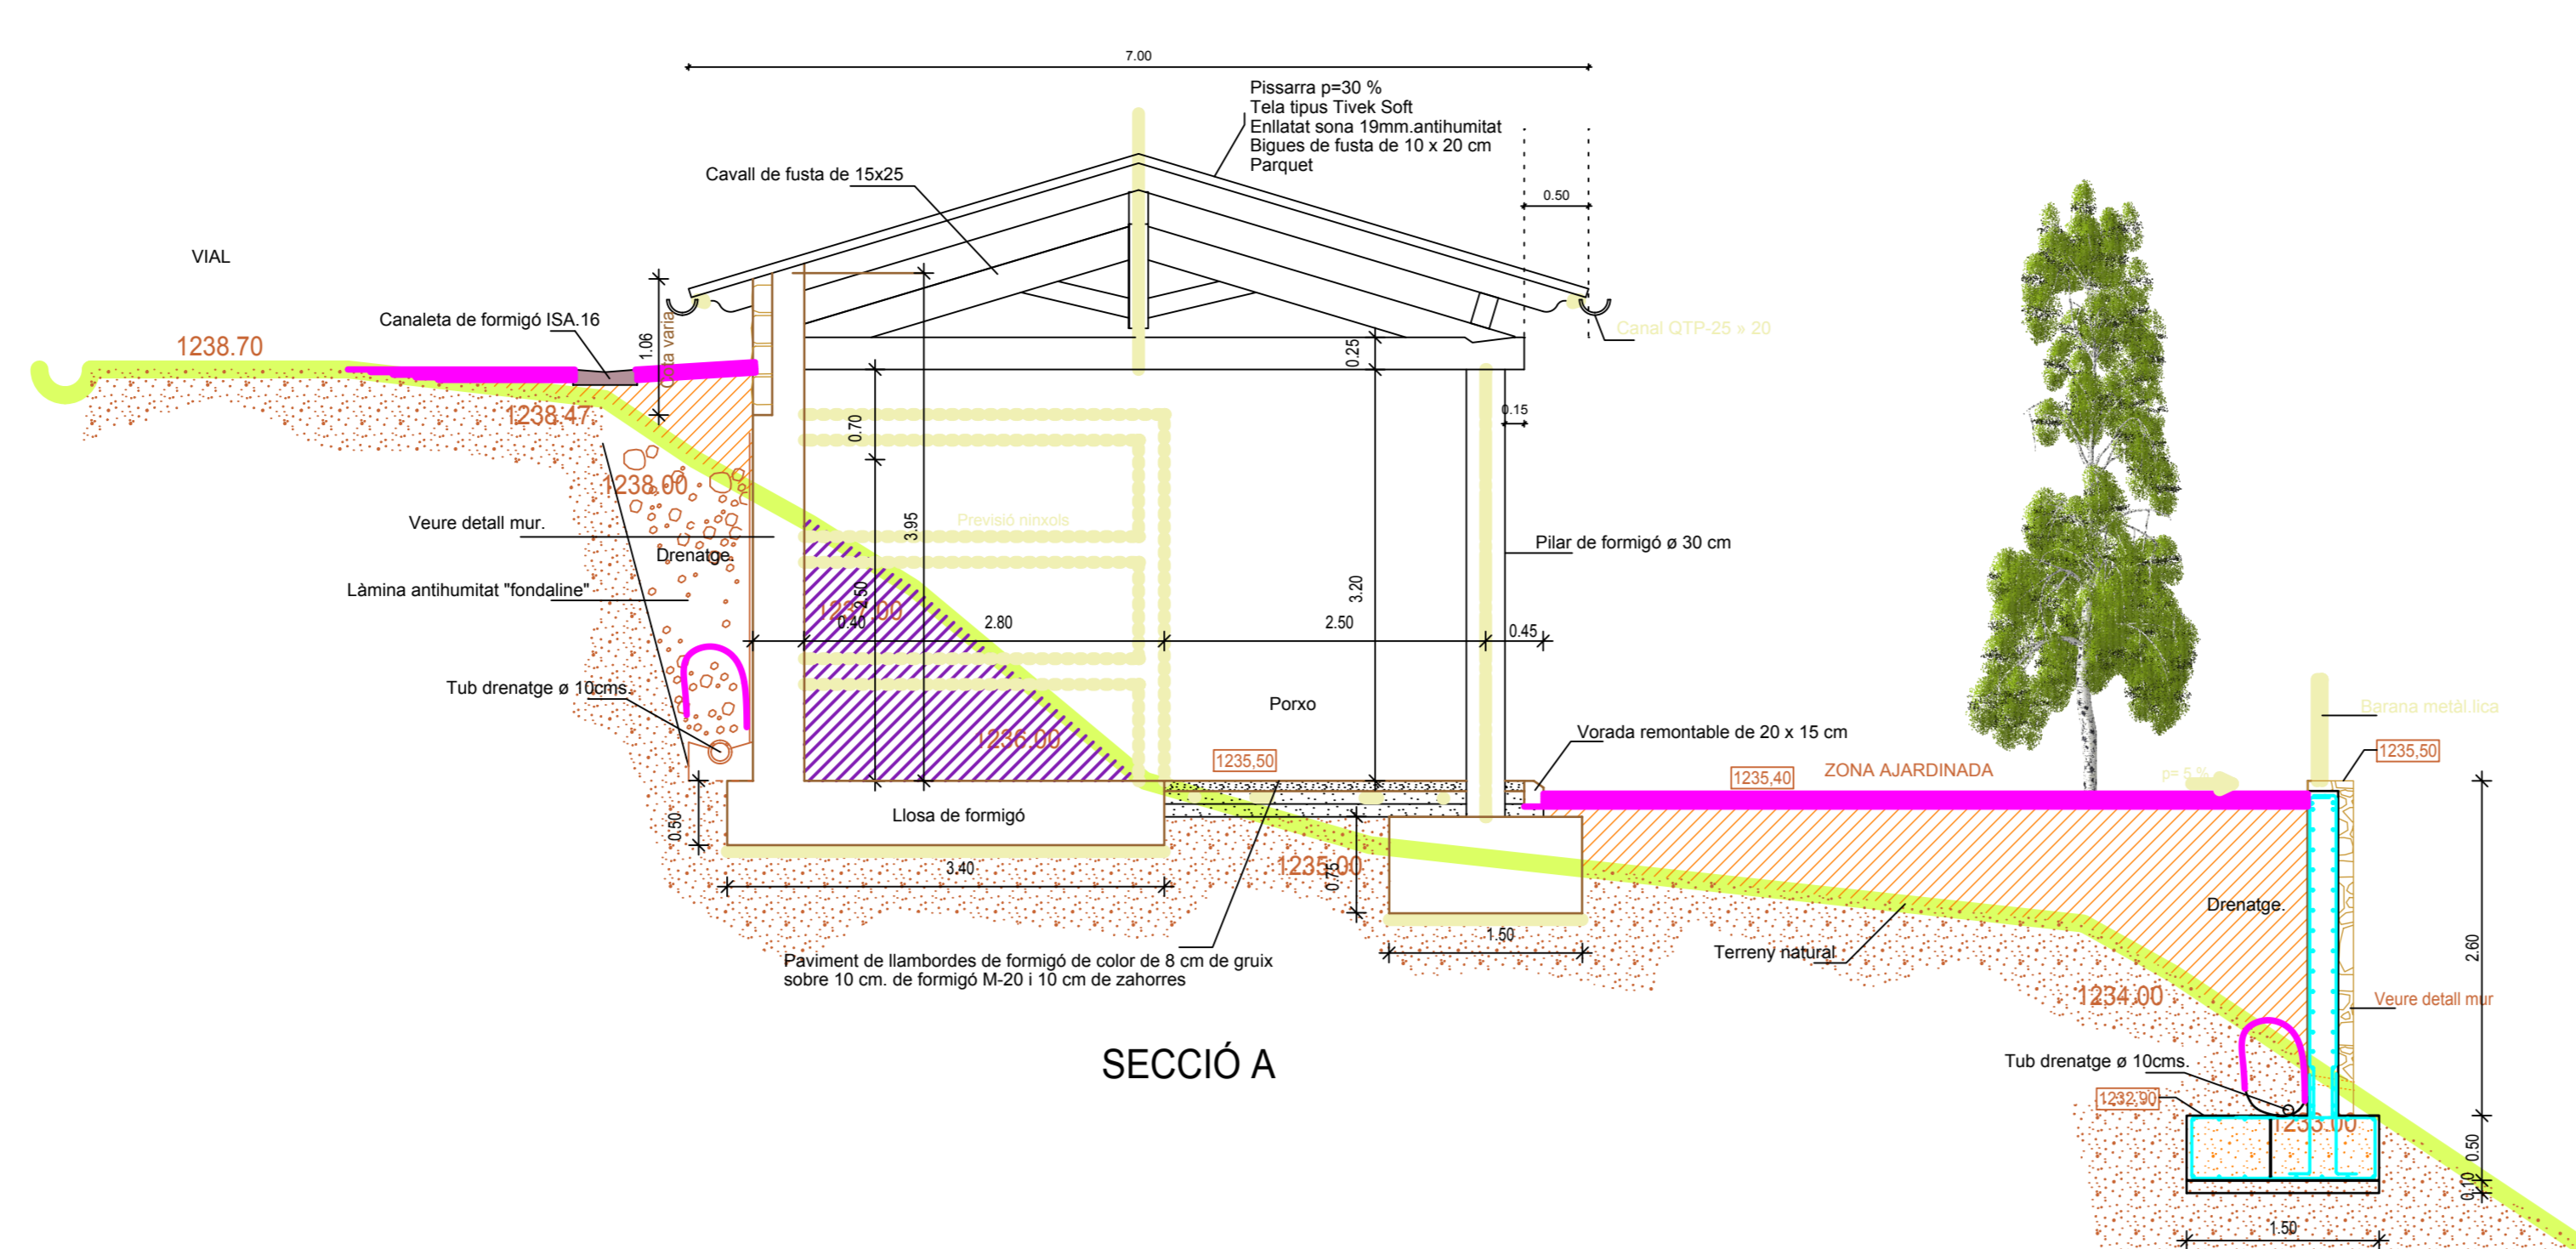 7.00
Pissarra p=30 %
Tela tipus Tivek Soft
Enllatat sona 19mm.antihumitat
Bigues de fusta de 10 x 20 cm
Parquet
Cavall de fusta de 15x25
0.50
VIAL
Canaleta de formigó ISA.16
1238.70
1.06
Cota varia
0.25
Canal QTP-25 » 20
1238.47
0.70
0.15
1238.00
Veure detall mur.
Drenatge.
3.95
Previsió ninxols
Pilar de formigó ø 30 cm
Làmina antihumitat "fondaline"
2.50
3.20
1237.00
0.40
2.80
2.50
0.45
Tub drenatge ø 10cms.
Porxo
Barana metàl.lica
1236.00
1235,50
Vorada remontable de 20 x 15 cm
1235,40
ZONA AJARDINADA
p= 5 %
1235,50
Llosa de formigó
0.50
3.40
1235.00
0.75
1.50
Drenatge.
2.60
Paviment de llambordes de formigó de color de 8 cm de gruix
sobre 10 cm. de formigó M-20 i 10 cm de zahorres
Terreny natural
1234.00
Veure detall mur
SECCIÓ A
Tub drenatge ø 10cms.
1232,90
1233.00
0.50
0.10
1.50